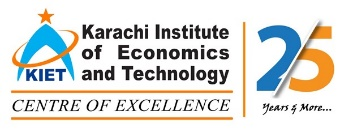 KIET
Karachi Institute
of Economics
and Technology
CENTRE OF EXCELLENCE
25
Years & More...